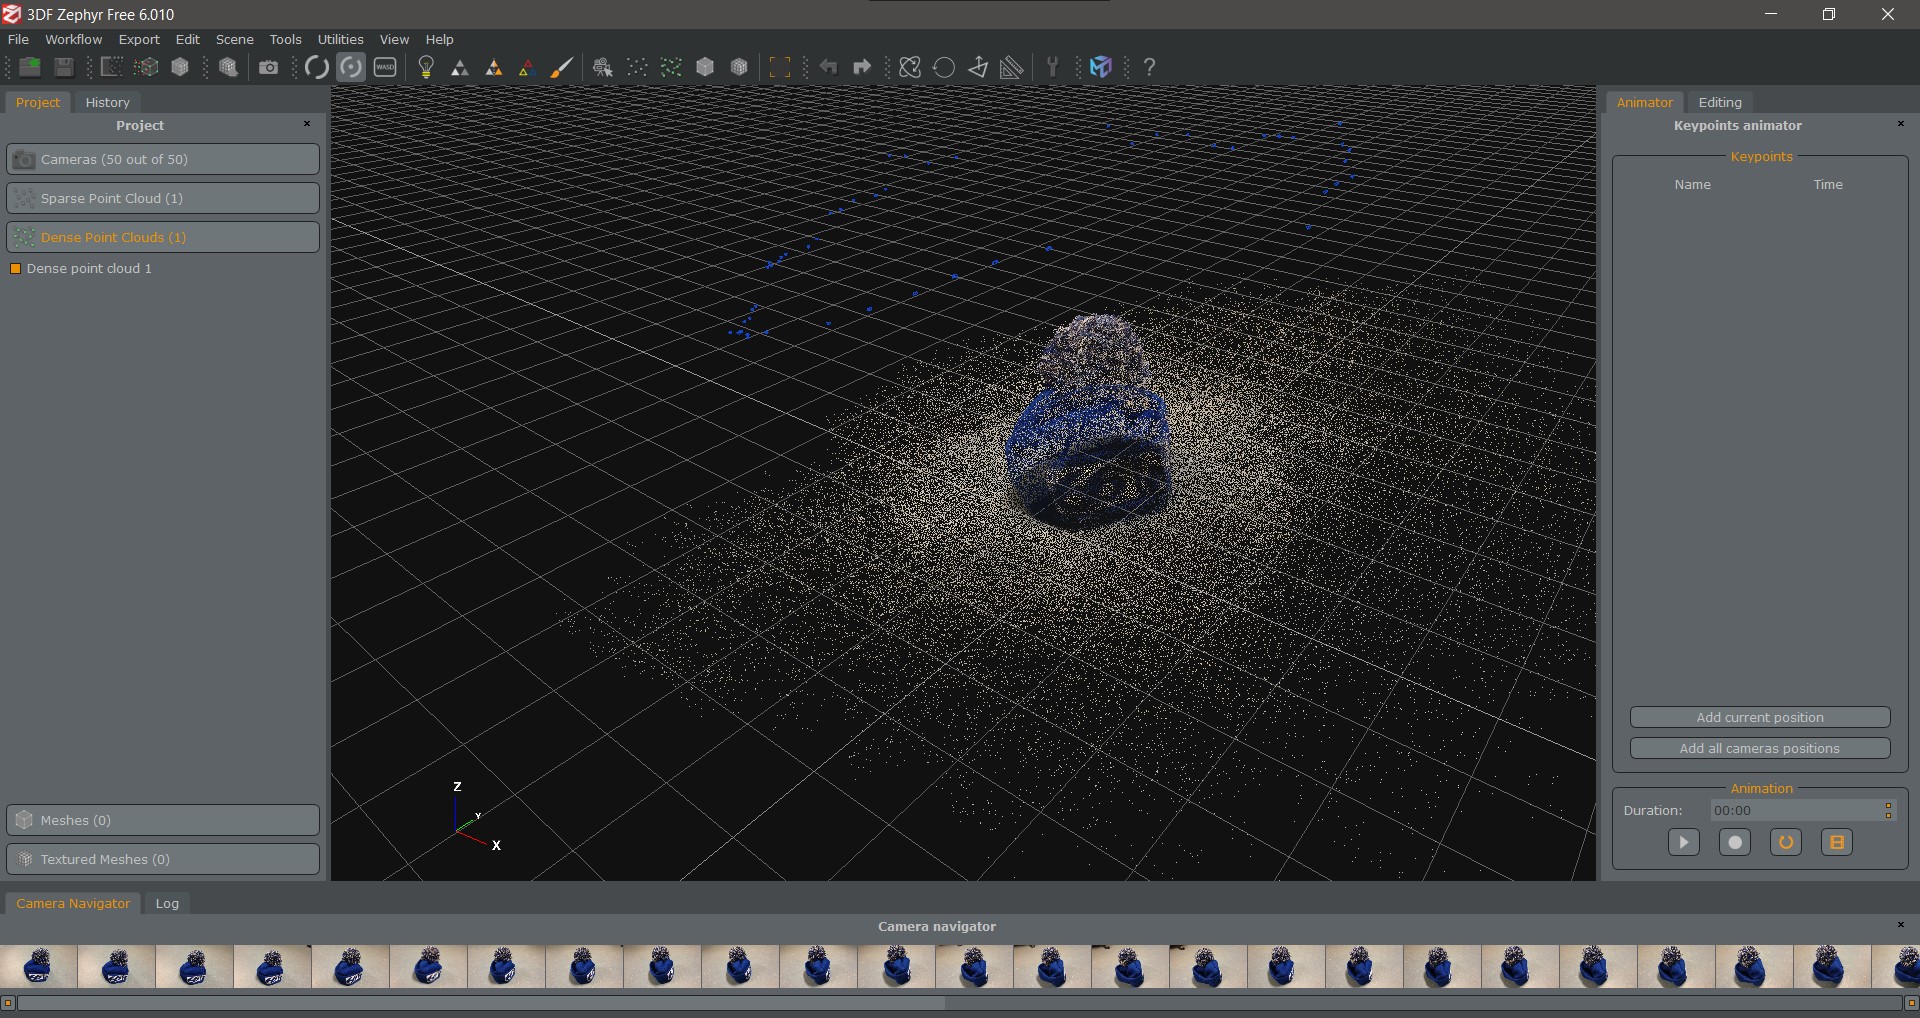 3DF Zephyr Free 6.010
File Workflow Export Edit Scene Tools Utilities View Help
WASD
?
Project History
Project
Cameras (50 out of 50)
Sparse Point Cloud (1)
Dense Point Clouds (1)
Dense point cloud 1
Meshes (0)
Textured Meshes (0)
Z
Y
X
Animator Editing
Keypoints animator
Keypoints
Name Time
Add current position
Add all cameras positions
Animation
Duration: 00:00
Camera Navigator Log
Camera navigator